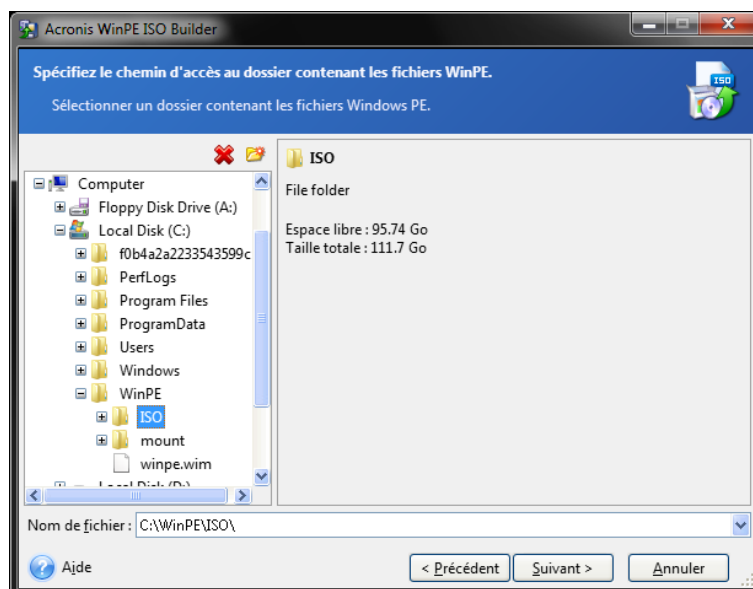 Acronis WinPE ISO Builder
Spécifiez le chemin d'accès au dossier contenant les fichiers WinPE.
Sélectionner un dossier contenant les fichiers Windows PE.
ISO
ISO
File folder
Espace libre : 95.74 Go
Taille totale : 111.7 Go
Computer
Floppy Disk Drive (A:)
Local Disk (C:)
f0b4a2a2233543599c
PerfLogs
Program Files
ProgramData
Users
Windows
WinPE
ISO
mount
winpe.wim
Local Disk (D:)
Nom de fichier : C:\WinPE\ISO\
Aide
< Précédent
Suivant >
Annuler